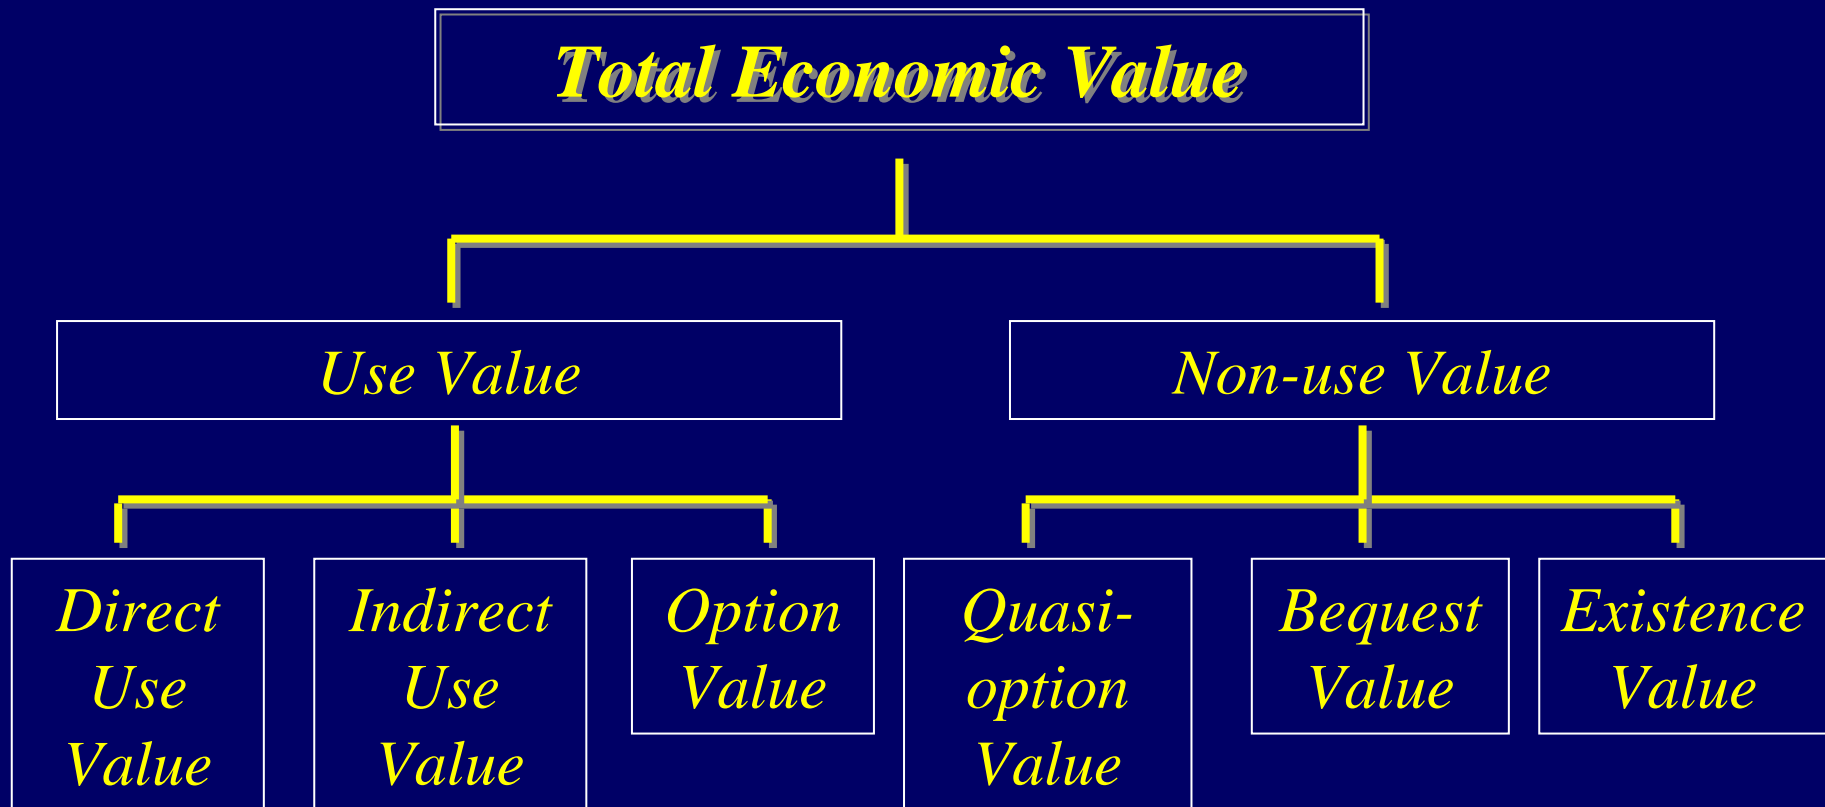 Total Economic Value
Use Value
Non-use Value
Direct
Use
Value
Indirect
Use
Value
Option
Value
Quasi-
option
Value
Bequest
Value
Existence
Value